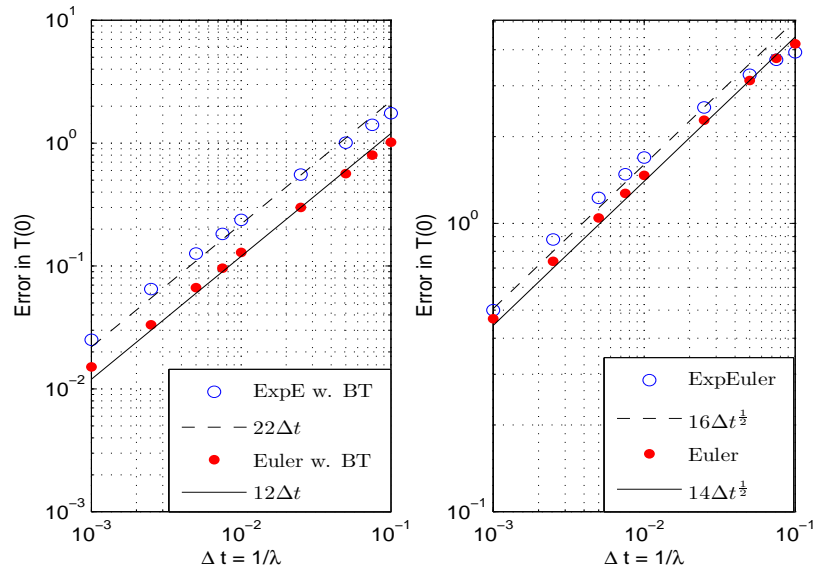 10^1
10^0
10^{-1}
10^{-2}
10^{-3}
Error in T(0)
10^{-3}
10^{-2}
10^{-1}
Δ t = 1/λ
ExpE w. BT
22Δt
Euler w. BT
12Δt
10^0
10^{-1}
Error in T(0)
10^{-3}
10^{-2}
10^{-1}
Δ t = 1/λ
ExpEuler
16Δt^{1/2}
Euler
14Δt^{1/2}